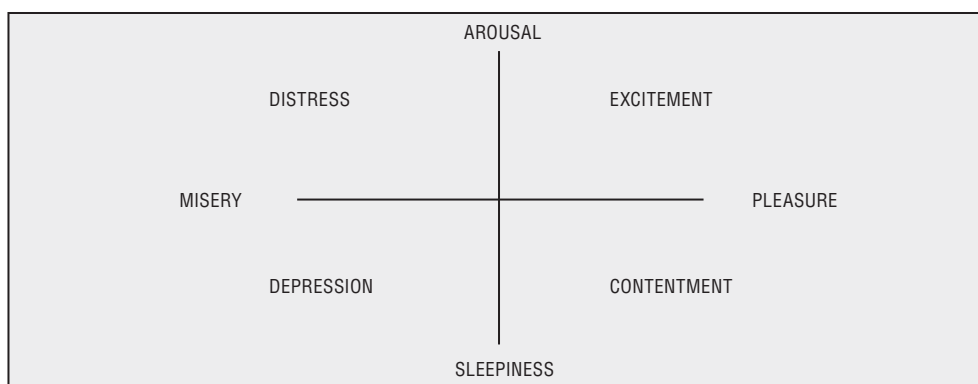 AROUSAL
DISTRESS EXCITEMENT
MISERY PLEASURE
DEPRESSION CONTENTMENT
SLEEPINESS